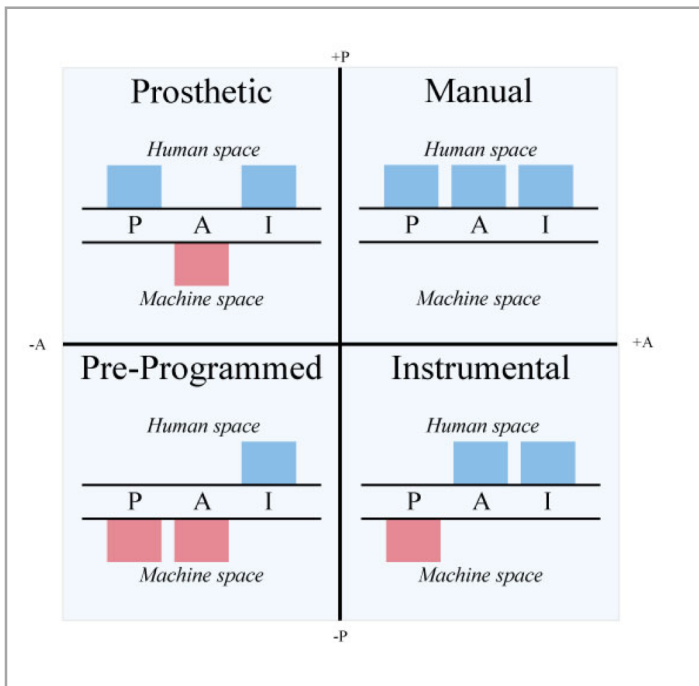 +P
Prosthetic
Human space
P A I
Machine space
Manual
Human space
P A I
Machine space
-A
+A
Pre-Programmed
Human space
P A I
Machine space
Instrumental
Human space
P A I
Machine space
-P